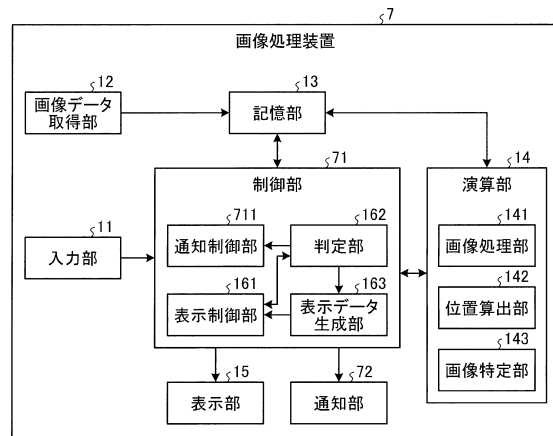 7
画像処理装置
12
画像データ
取得部
13
記憶部
71
制御部
14
演算部
11
入力部
711
通知制御部
162
判定部
161
表示制御部
163
表示データ
生成部
141
画像処理部
142
位置算出部
143
画像特定部
15
表示部
72
通知部